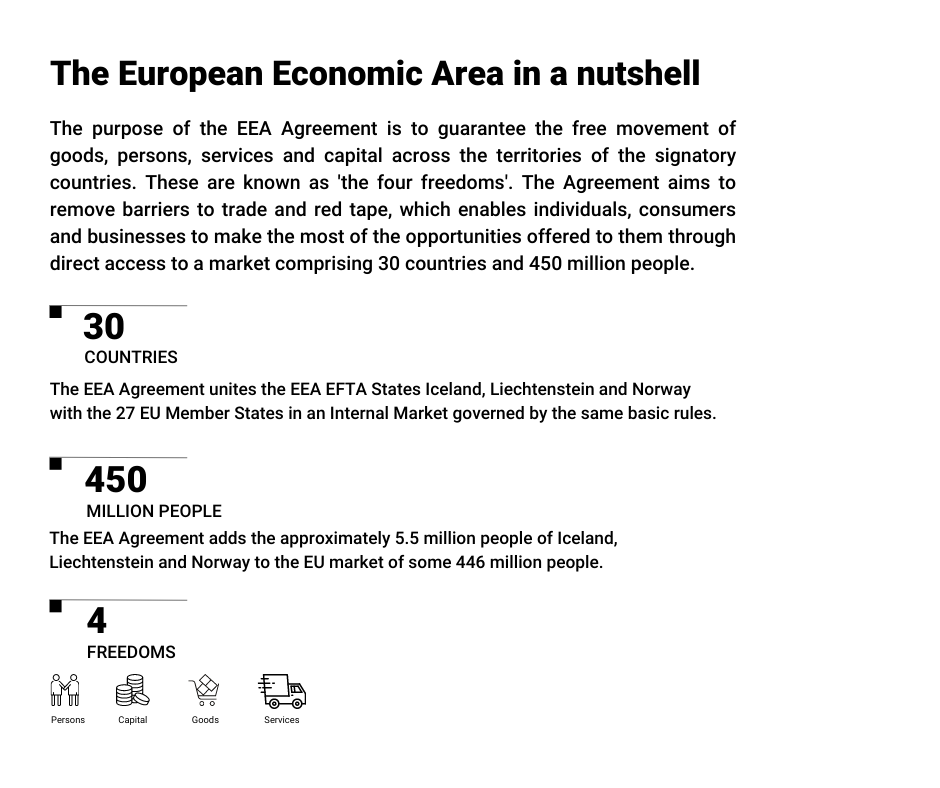 The European Economic Area in a nutshell
The purpose of the EEA Agreement is to guarantee the free movement of
goods, persons, services and capital across the territories of the signatory
countries. These are known as 'the four freedoms'. The Agreement aims to
remove barriers to trade and red tape, which enables individuals, consumers
and businesses to make the most of the opportunities offered to them through
direct access to a market comprising 30 countries and 450 million people.
30
COUNTRIES
The EEA Agreement unites the EEA EFTA States Iceland, Liechtenstein and Norway
with the 27 EU Member States in an Internal Market governed by the same basic rules.
450
MILLION PEOPLE
The EEA Agreement adds the approximately 5.5 million people of Iceland,
Liechtenstein and Norway to the EU market of some 446 million people.
4
FREEDOMS
Persons Capital Goods Services